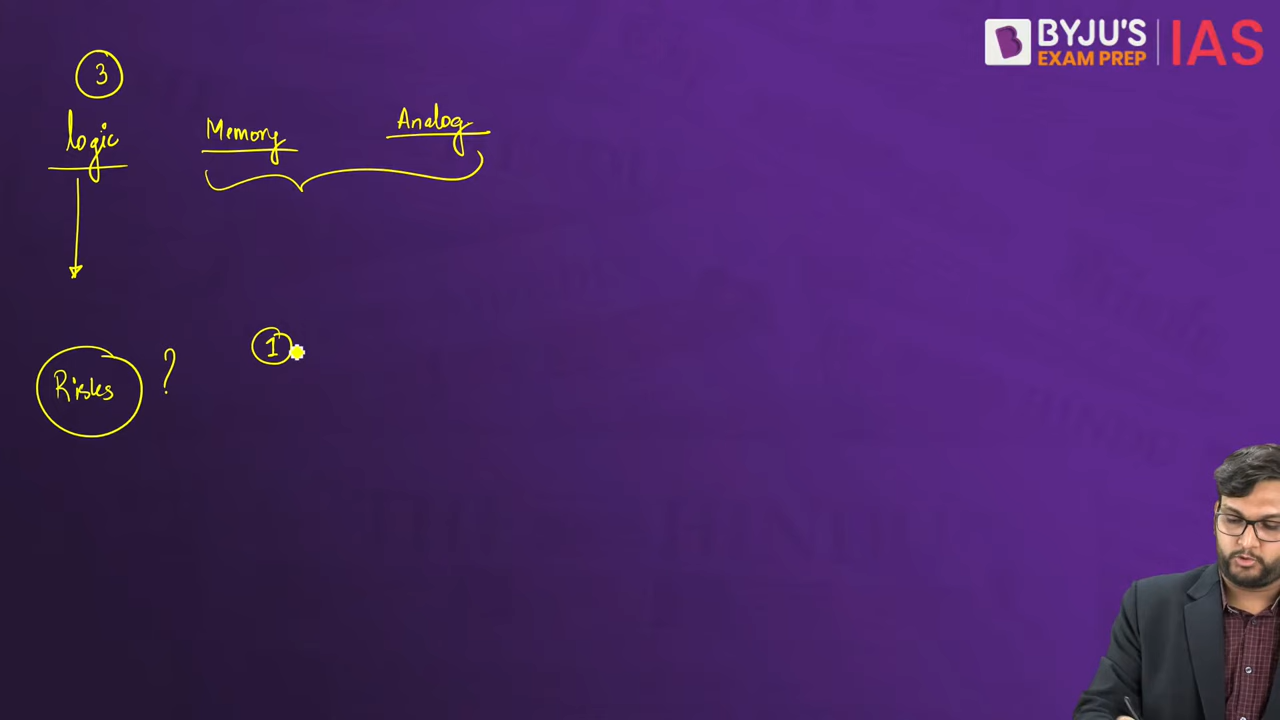 BYJU'S
EXAM PREP
IAS
3
Logic
Memory
Analog
Risks ?
1